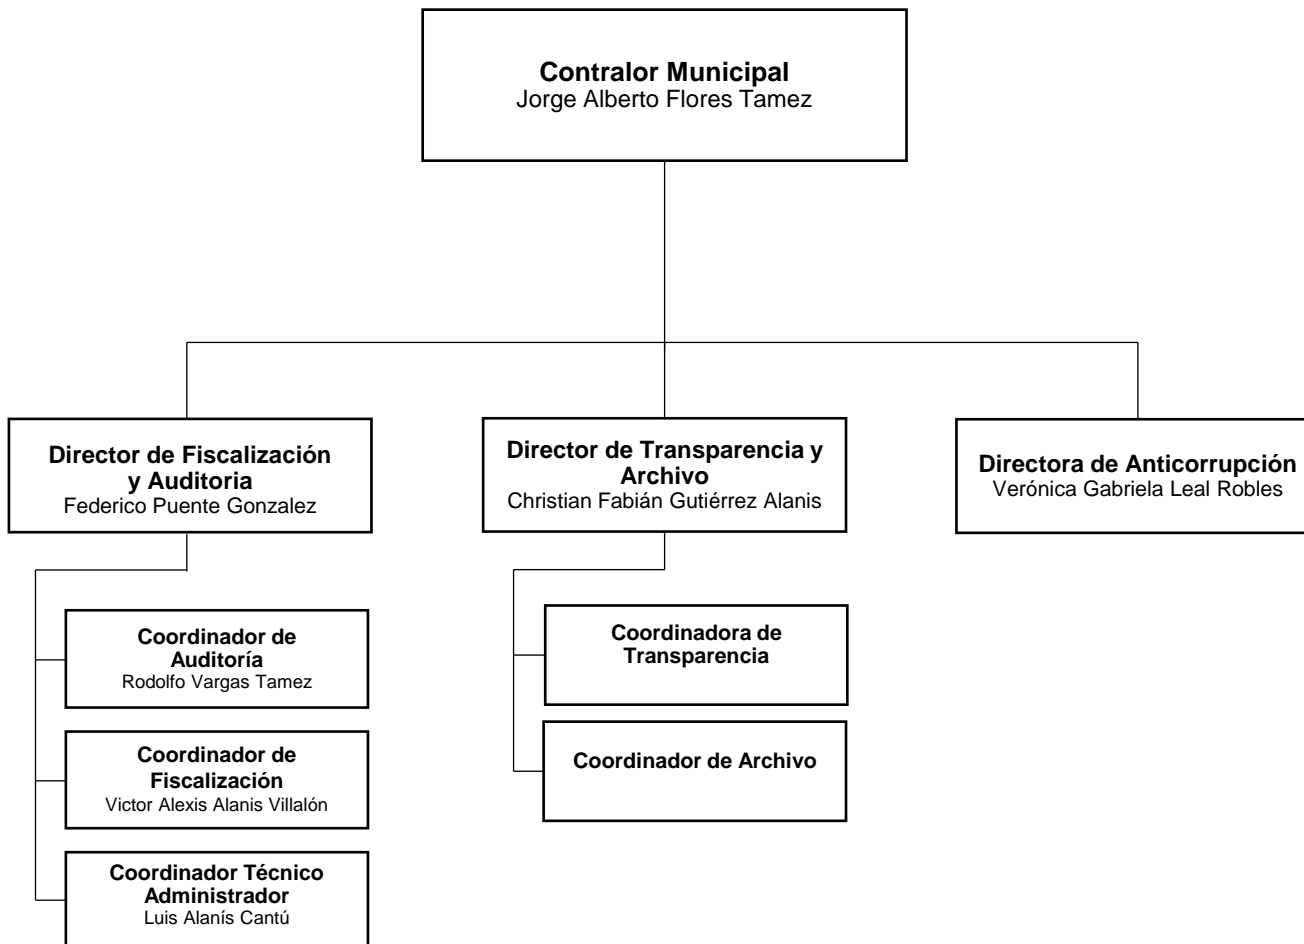 Contralor Municipal
Jorge Alberto Flores Tamez
Director de Fiscalización
y Auditoria
Federico Puente Gonzalez
Director de Transparencia y
Archivo
Christian Fabián Gutiérrez Alanis
Directora de Anticorrupción
Verónica Gabriela Leal Robles
Coordinador de
Auditoría
Rodolfo Vargas Tamez
Coordinador de
Fiscalización
Victor Alexis Alanis Villalón
Coordinador Técnico
Administrador
Luis Alanís Cantú
Coordinadora de
Transparencia
Coordinador de Archivo